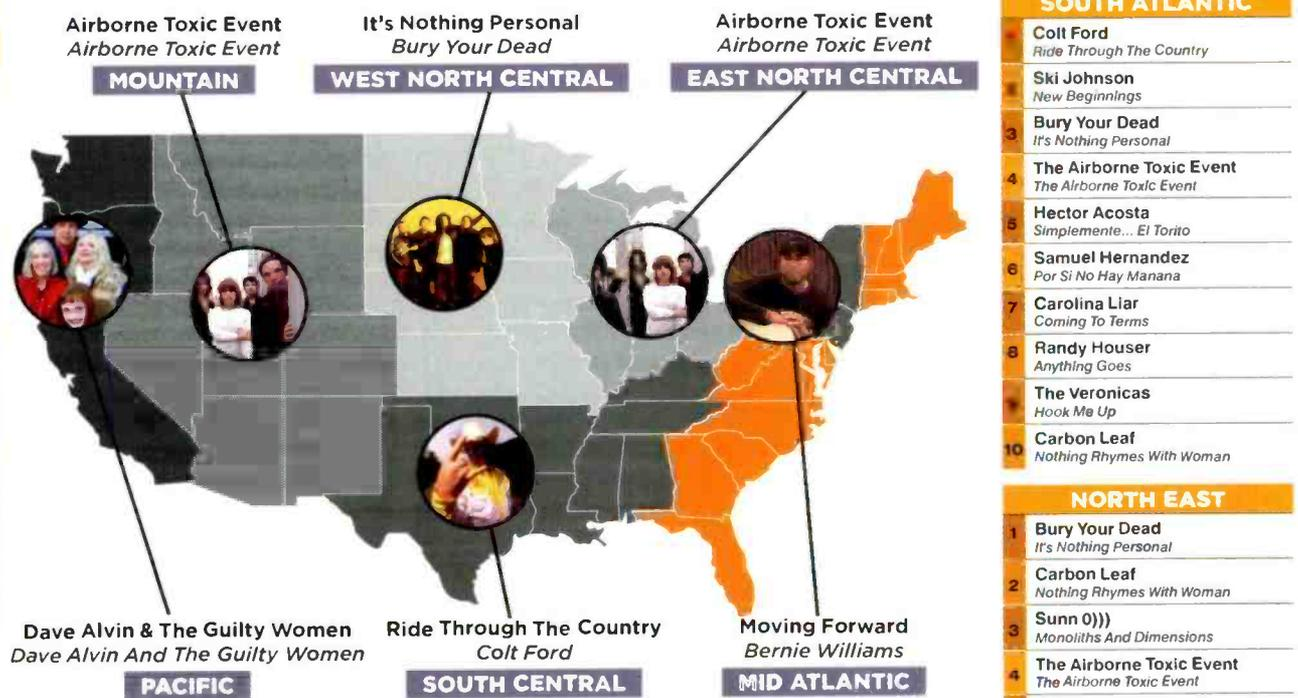 Airborne Toxic Event
Airborne Toxic Event
MOUNTAIN
It's Nothing Personal
Bury Your Dead
WEST NORTH CENTRAL
Airborne Toxic Event
Airborne Toxic Event
EAST NORTH CENTRAL
Dave Alvin & The Guilty Women
Dave Alvin And The Guilty Women
PACIFIC
Ride Through The Country
Colt Ford
SOUTH CENTRAL
Moving Forward
Bernie Williams
MID ATLANTIC
SOUTH ATLANTIC
Colt Ford
Ride Through The Country
Ski Johnson
New Beginnings
3
Bury Your Dead
It's Nothing Personal
4
The Airborne Toxic Event
The Airborne Toxic Event
5
Hector Acosta
Simplemente... El Torito
6
Samuel Hernandez
Por Si No Hay Manana
7
Carolina Liar
Coming To Terms
8
Randy Houser
Anything Goes
The Veronicas
Hook Me Up
10
Carbon Leaf
Nothing Rhymes With Woman
NORTH EAST
1
Bury Your Dead
It's Nothing Personal
2
Carbon Leaf
Nothing Rhymes With Woman
3
Sunn 0)))
Monoliths And Dimensions
4
The Airborne Toxic Event
The Airborne Toxic Event